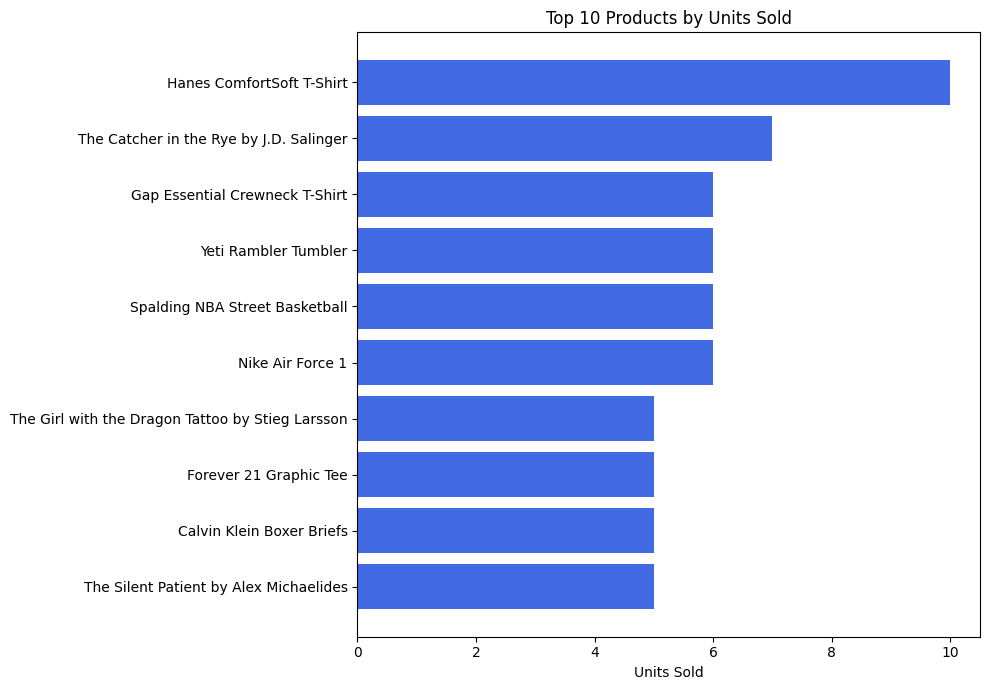 Top 10 Products by Units Sold
Hanes ComfortSoft T-Shirt
The Catcher in the Rye by J.D. Salinger
Gap Essential Crewneck T-Shirt
Yeti Rambler Tumbler
Spalding NBA Street Basketball
Nike Air Force 1
The Girl with the Dragon Tattoo by Stieg Larsson
Forever 21 Graphic Tee
Calvin Klein Boxer Briefs
The Silent Patient by Alex Michaelides
0 2 4 6 8 10
Units Sold